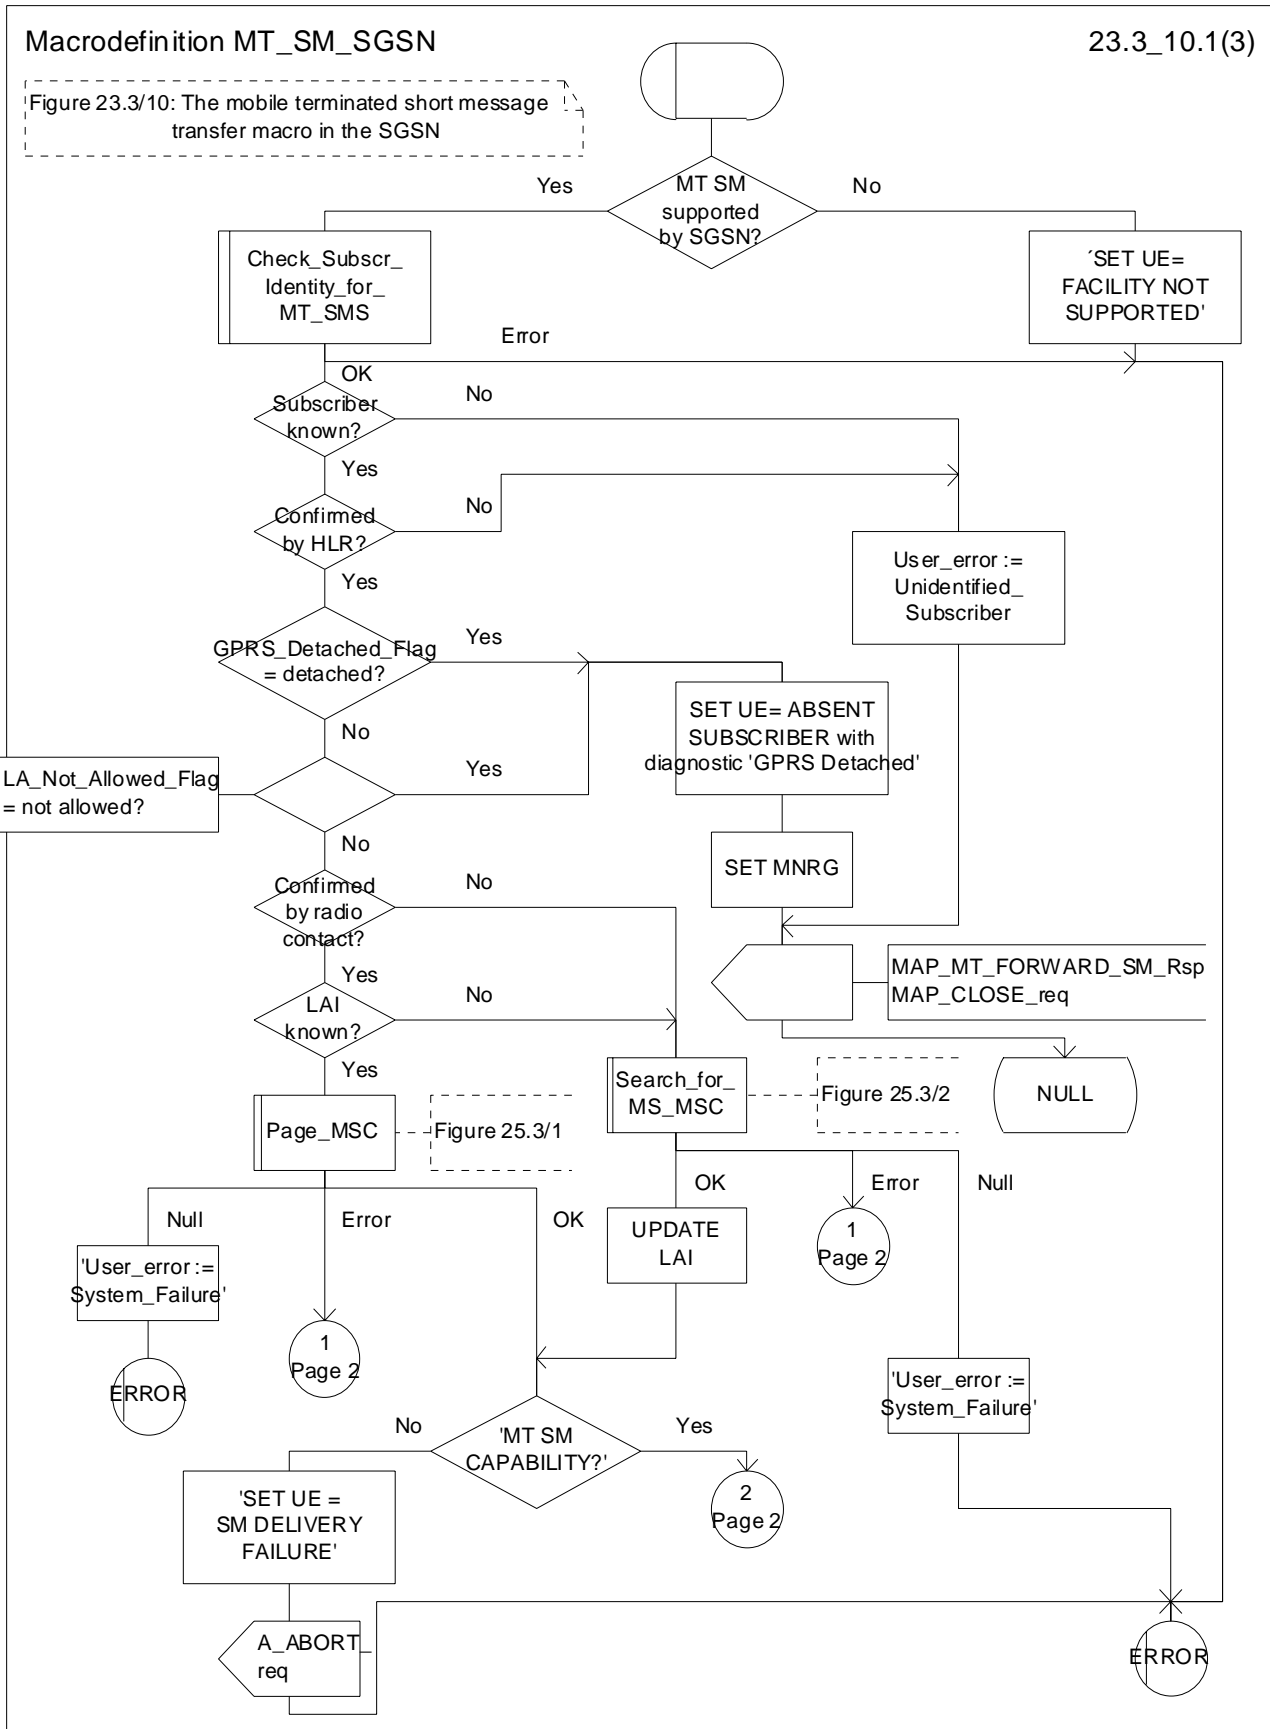 Macrodefinition MT_SM_SGSN
23.3_10.1(3)
Figure 23.3/10: The mobile terminated short message
transfer macro in the SGSN
Yes
MT SM
supported
by SGSN?
No
Check_Subscr_
Identity_for_
MT_SMS
´SET UE=
FACILITY NOT
SUPPORTED'
Error
OK
Subscriber
known?
No
Yes
Confirmed
by HLR?
No
User_error :=
Unidentified_
Subscriber
Yes
GPRS_Detached_Flag
= detached?
Yes
SET UE= ABSENT
SUBSCRIBER with
diagnostic 'GPRS Detached'
No
LA_Not_Allowed_Flag
= not allowed?
Yes
No
SET MNRG
Confirmed
by radio
contact?
No
MAP_MT_FORWARD_SM_Rsp
MAP_CLOSE_req
Yes
LAI
known?
No
Yes
Search_for_
MS_MSC
Figure 25.3/2
NULL
Page_MSC
Figure 25.3/1
OK
Error
Null
Null
Error
OK
UPDATE
LAI
1
Page 2
'User_error :=
System_Failure'
1
Page 2
ERROR
'User_error :=
System_Failure'
No
'MT SM
CAPABILITY?'
Yes
'SET UE =
SM DELIVERY
FAILURE'
2
Page 2
A_ABORT_
req
ERROR